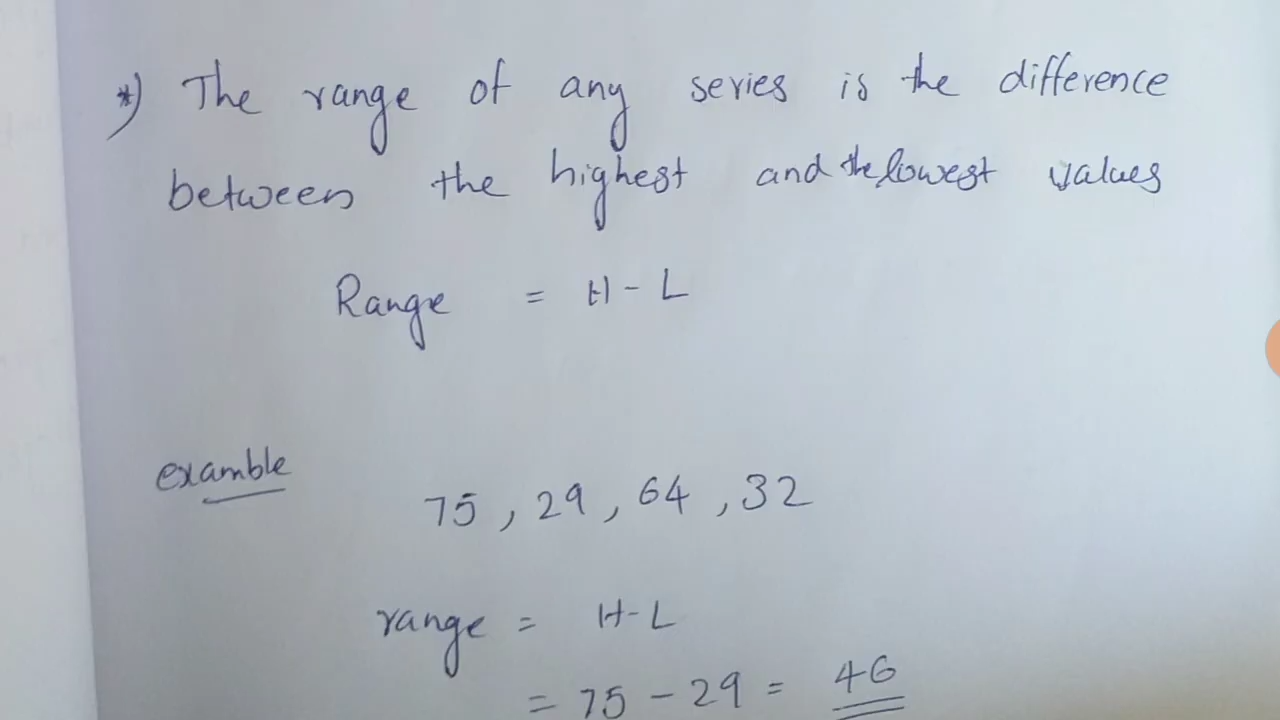 *) The range of any series is the difference
between the highest and the lowest values
Range = H - L
examble
75, 29, 64, 32
range = H-L
= 75 - 29 = 46